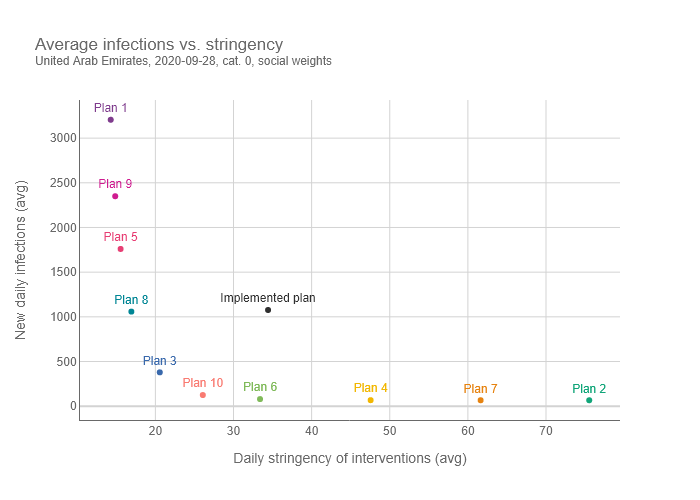 Average infections vs. stringency
United Arab Emirates, 2020-09-28, cat. 0, social weights
Plan 1
3000
Plan 9
2500
Plan 5
2000
1500
Plan 8
Implemented plan
1000
Plan 3
500
Plan 10
Plan 6
Plan 4
Plan 7
Plan 2
0
20
30
40
50
60
70
New daily infections (avg)
Daily stringency of interventions (avg)